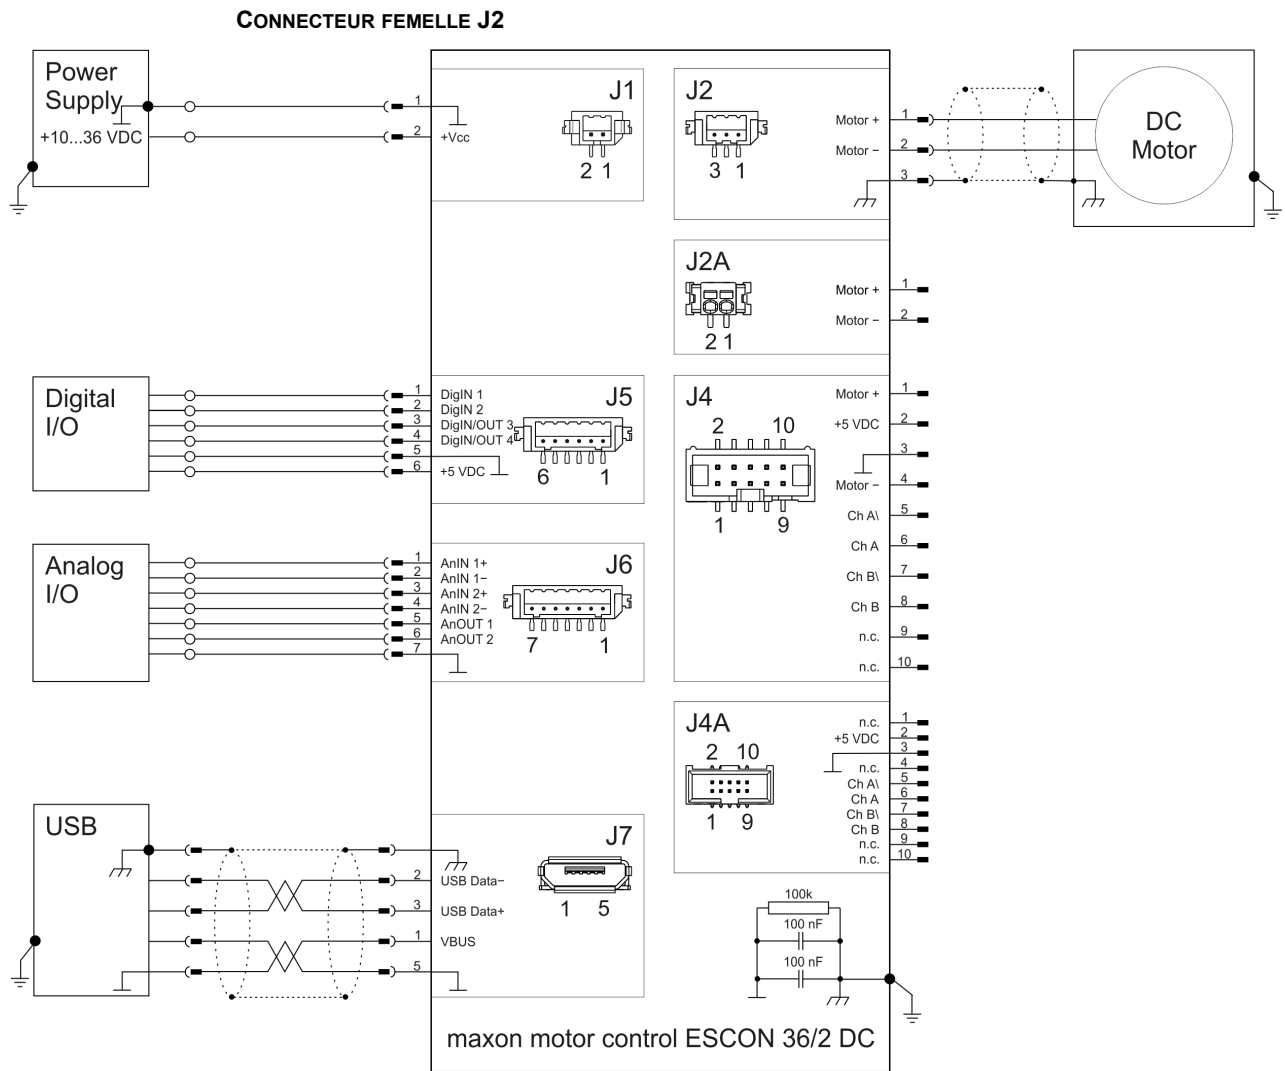 CONNECTEUR FEMELLE J2
Power
Supply
+10...36 VDC
1
2
+Vcc
J1
2 1
J2
3 1
Motor +
Motor −
1
2
3
DC
Motor
J2A
2 1
Motor +
Motor −
1
2
Digital
I/O
1
2
3
4
5
6
DigIN 1
DigIN 2
DigIN/OUT 3
DigIN/OUT 4
+5 VDC
J5
6 1
J4
2 10
1 9
Motor +
+5 VDC
Motor −
Ch A\
Ch A
Ch B\
Ch B
n.c.
n.c.
1
2
3
4
5
6
7
8
9
10
Analog
I/O
1
2
3
4
5
6
7
AnIN 1+
AnIN 1−
AnIN 2+
AnIN 2−
AnOUT 1
AnOUT 2
J6
7 1
J4A
2 10
1 9
n.c.
+5 VDC
n.c.
Ch A\
Ch A
Ch B\
Ch B
n.c.
n.c.
1
2
3
4
5
6
7
8
9
10
USB
2
3
1
5
USB Data−
USB Data+
VBUS
J7
1 5
100k
100 nF
100 nF
maxon motor control ESCON 36/2 DC